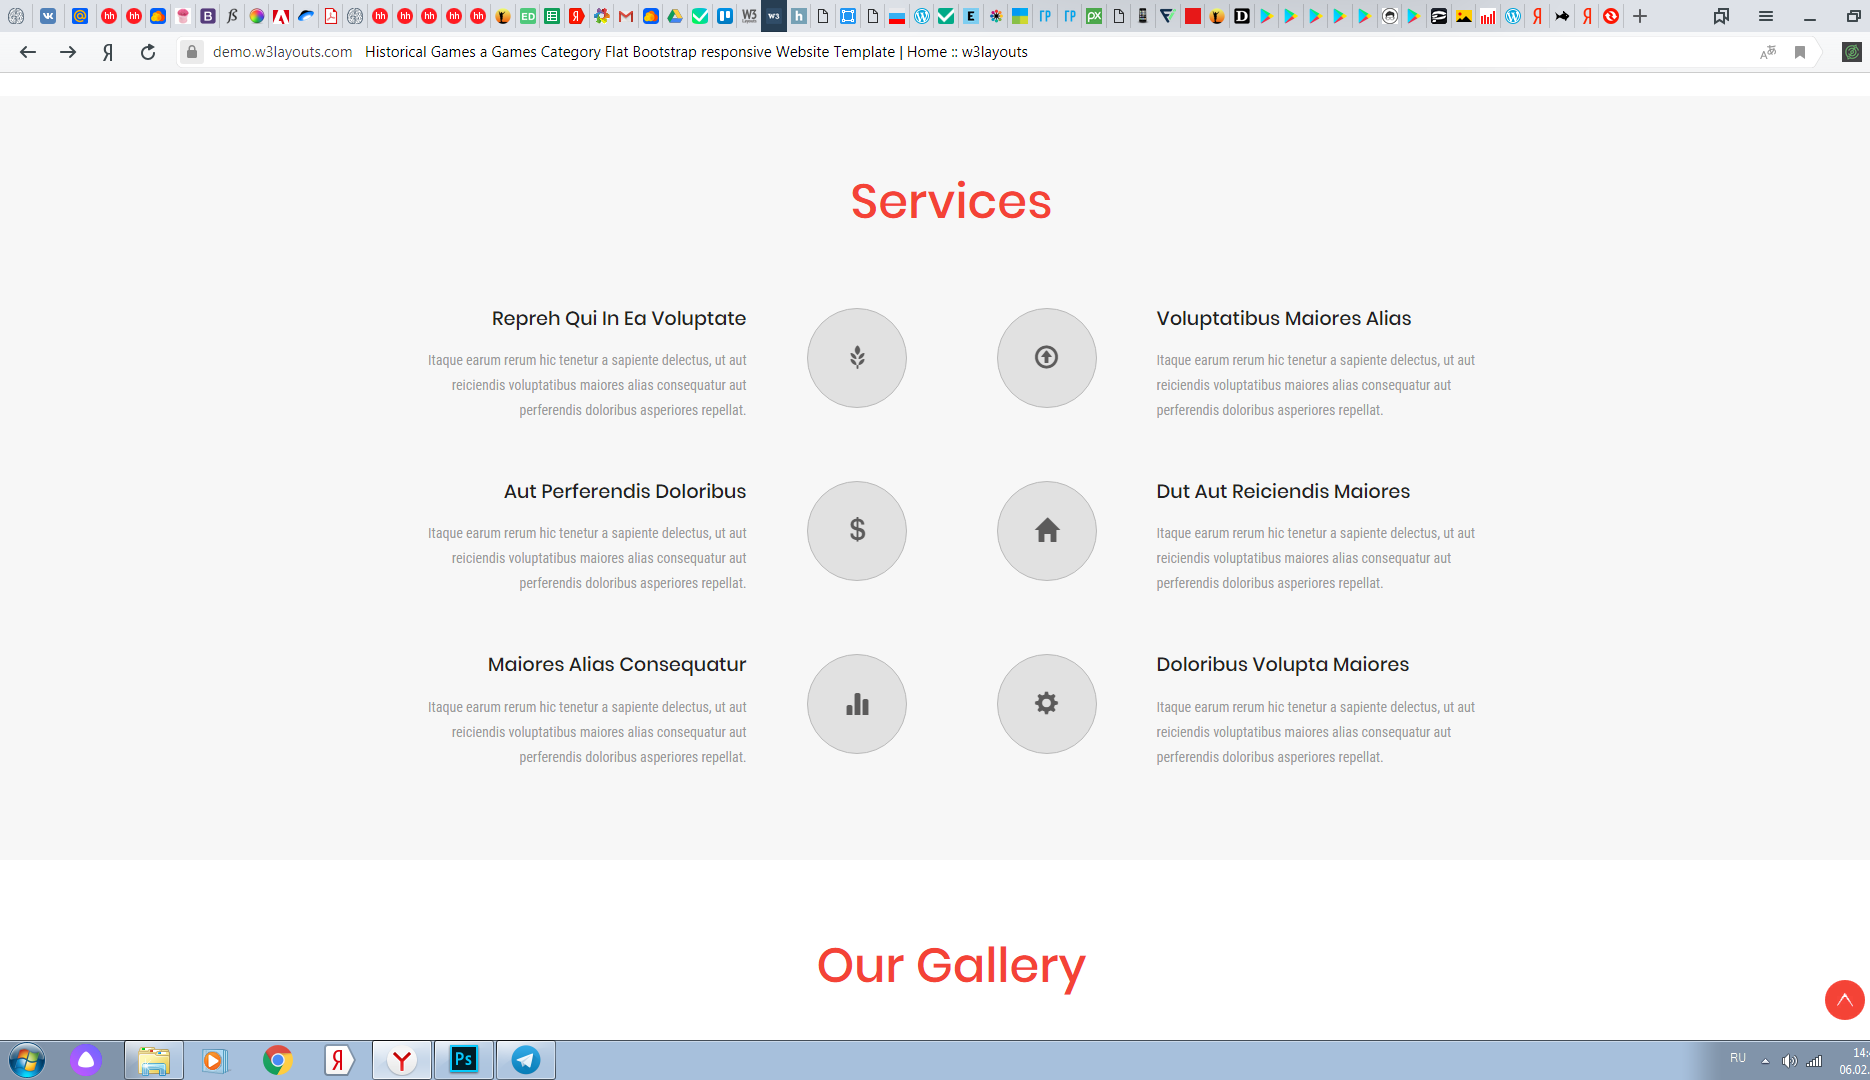 demo.w3layouts.com Historical Games a Games Category Flat Bootstrap responsive Website Template | Home :: w3layouts
Services
Repreh Qui In Ea Voluptate
Itaque earum rerum hic tenetur a sapiente delectus, ut aut
reiciendis voluptatibus maiores alias consequatur aut
perferendis doloribus asperiores repellat.
Voluptatibus Maiores Alias
Itaque earum rerum hic tenetur a sapiente delectus, ut aut
reiciendis voluptatibus maiores alias consequatur aut
perferendis doloribus asperiores repellat.
Aut Perferendis Doloribus
Itaque earum rerum hic tenetur a sapiente delectus, ut aut
reiciendis voluptatibus maiores alias consequatur aut
perferendis doloribus asperiores repellat.
$
Dut Aut Reiciendis Maiores
Itaque earum rerum hic tenetur a sapiente delectus, ut aut
reiciendis voluptatibus maiores alias consequatur aut
perferendis doloribus asperiores repellat.
Maiores Alias Consequatur
Itaque earum rerum hic tenetur a sapiente delectus, ut aut
reiciendis voluptatibus maiores alias consequatur aut
perferendis doloribus asperiores repellat.
Doloribus Volupta Maiores
Itaque earum rerum hic tenetur a sapiente delectus, ut aut
reiciendis voluptatibus maiores alias consequatur aut
perferendis doloribus asperiores repellat.
Our Gallery
Я
Ps
RU
14:
06.02.